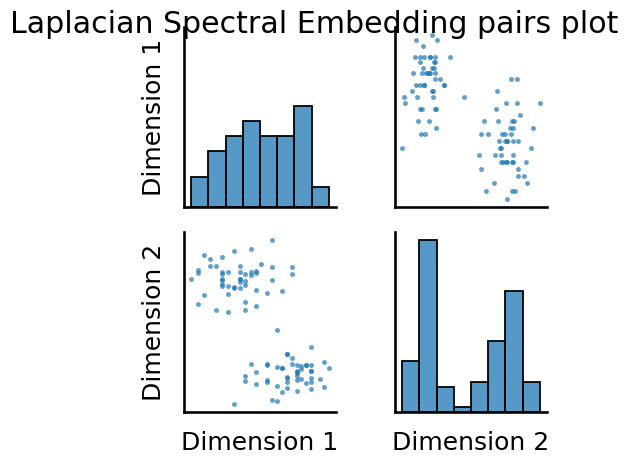 Laplacian Spectral Embedding pairs plot
Dimension 1
Dimension 2
Dimension 1
Dimension 2